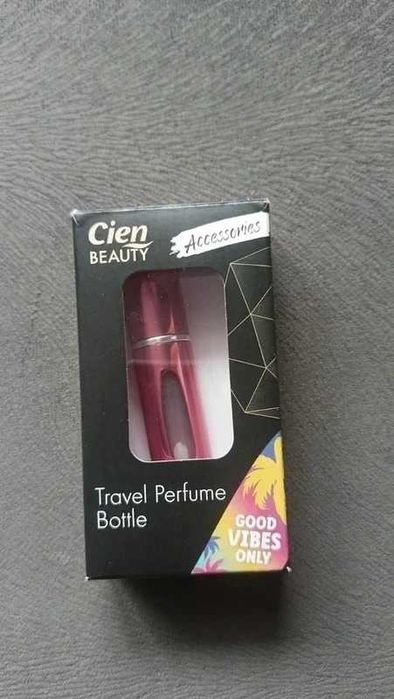 Cien
BEAUTY
Accessories
Travel Perfume
Bottle
GOOD
VIBES
ONLY